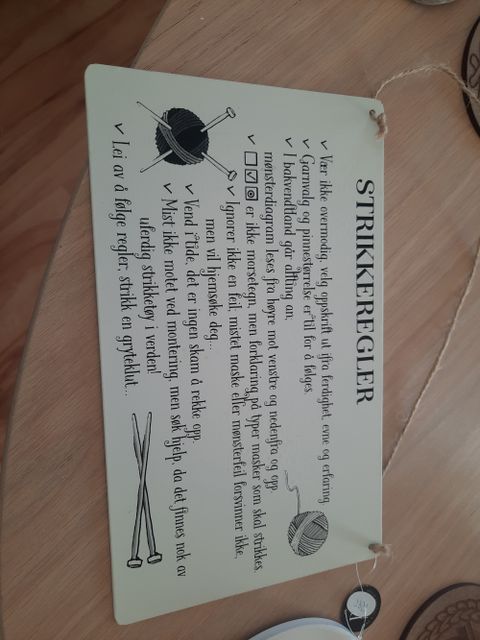 STRIKKEREGLER
✓ Vær ikke overmodig, velg oppskrift ut ifra ferdighet, evne og erfaring.
✓ Garnvalg og pinnestørrelse er til for å følges.
✓ I bakvendtland går allting an,
mønsterdiagram leses fra høyre mot venstre og nedenfra og opp.
✓ □☑◉ er ikke morsetegn, men forklaring på typer masker som skal strikkes.
✓ Ignorer ikke en feil, mistet maske eller mønsterfeil forsvinner ikke,
men vil hjemsøke deg...
✓ Vend i tide, det er ingen skam å rekke opp.
✓ Mist ikke motet ved montering, men søk hjelp, da det finnes nok av
uferdig strikketøy i verden!
✓ Lei av å følge regler, strikk en gryteklut...